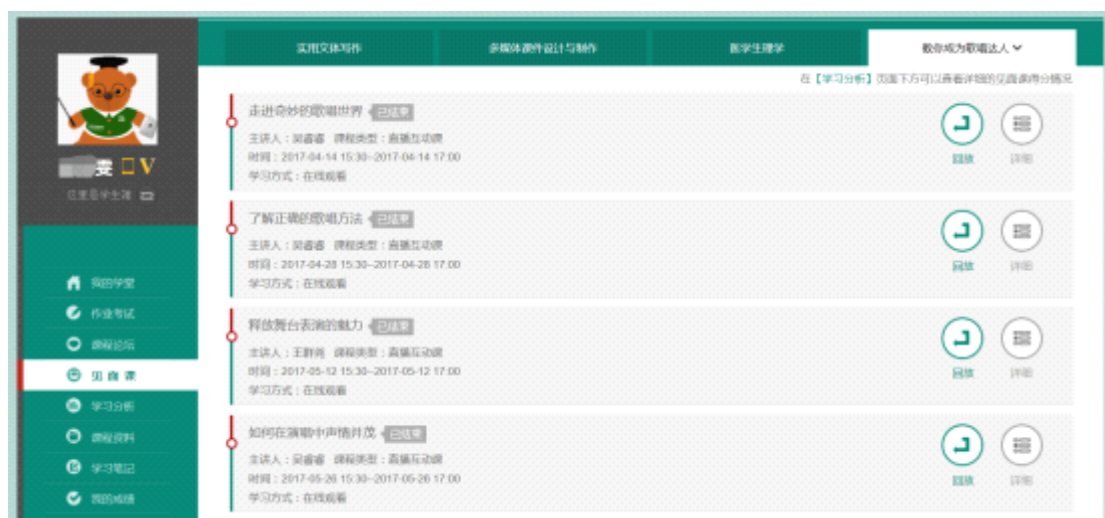 实用文体写作
多媒体课件设计与制作
医学生理学
教你成为歌唱达人
在【学习分析】页面下方可以查看详细的见面课得分情况
走进奇妙的歌唱世界 已结束
主讲人：吴睿睿 课程类型：直播互动课
时间：2017-04-14 15:30--2017-04-14 17:00
学习方式：在线观看
回放
详细
了解正确的歌唱方法 已结束
主讲人：吴睿睿 课程类型：直播互动课
时间：2017-04-28 15:30--2017-04-28 17:00
学习方式：在线观看
回放
详细
释放舞台表演的魅力 已结束
主讲人：王群英 课程类型：直播互动课
时间：2017-05-12 15:30--2017-05-12 17:00
学习方式：在线观看
回放
详细
如何在演唱中声情并茂 已结束
主讲人：吴睿睿 课程类型：直播互动课
时间：2017-05-26 15:30--2017-05-26 17:00
学习方式：在线观看
回放
详细
雯 V
这里是学生端
我的学堂
作业考试
课程论坛
见面课
学习分析
课程资料
学习笔记
我的成绩